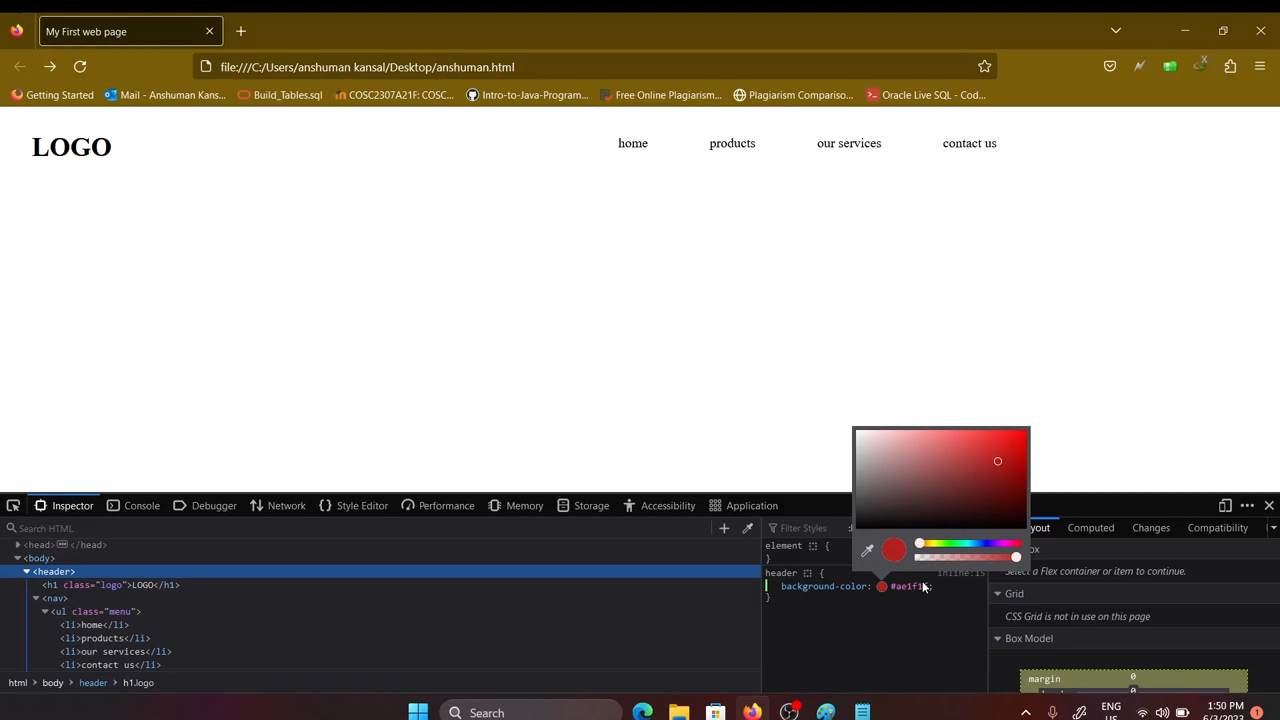 My First web page
file:///C:/Users/anshuman kansal/Desktop/anshuman.html
Getting Started Mail - Anshuman Kans... Build_Tables.sql COSC2307A21F: COSC... Intro-to-Java-Program... Free Online Plagiarism... Plagiarism Compariso... Oracle Live SQL - Cod...
LOGO home products our services contact us
Inspector Console Debugger Network Style Editor Performance Memory Storage Accessibility Application
Search HTML Filter Styles Computed Changes Compatibility
<head> ... </head> element {
<body> }
<header> header {
Select a Flex container or item to continue.
<h1 class="logo">LOGO</h1> background-color:
Grid
<nav> }
<ul class="menu"> CSS Grid is not in use on this page
<li>home</li>
<li>products</li> Box Model
<li>our services</li>
<li>contact us</li>
margin 0
html body header h1.logo
0
Search ENG 1:50 PM
US 6/3/2023 1